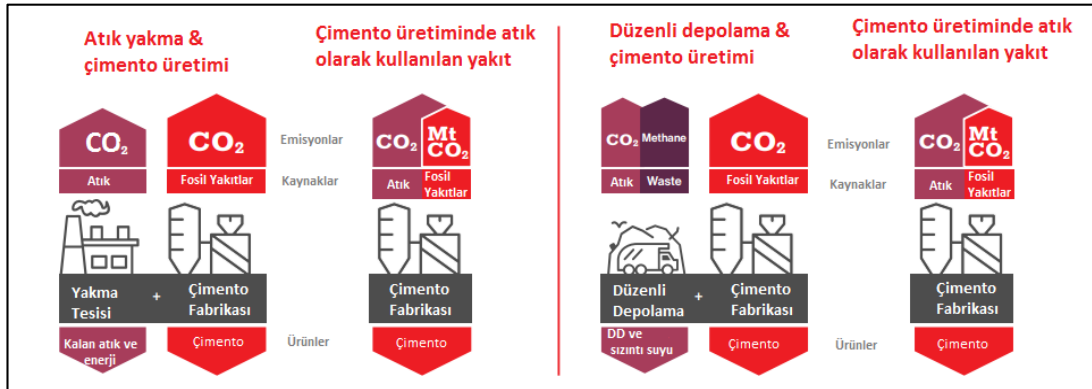 Atık yakma &
çimento üretimi
CO₂
Atık
CO₂
Fosil Yakıtlar
Yakma
Tesisi
+
Çimento
Fabrikası
Kalan atık ve
enerji
Çimento
Emisyonlar
Kaynaklar
Ürünler
Çimento üretiminde atık
olarak kullanılan yakıt
CO₂
Mt
CO₂
Atık
Fosil
Yakıtlar
Çimento
Fabrikası
Çimento
Düzenli depolama &
çimento üretimi
CO₂
Methane
Atık
Waste
CO₂
Fosil Yakıtlar
Düzenli
Depolama
+
Çimento
Fabrikası
DD ve
sızıntı suyu
Çimento
Emisyonlar
Kaynaklar
Ürünler
Çimento üretiminde atık
olarak kullanılan yakıt
CO₂
Mt
CO₂
Atık
Fosil
Yakıtlar
Çimento
Fabrikası
Çimento